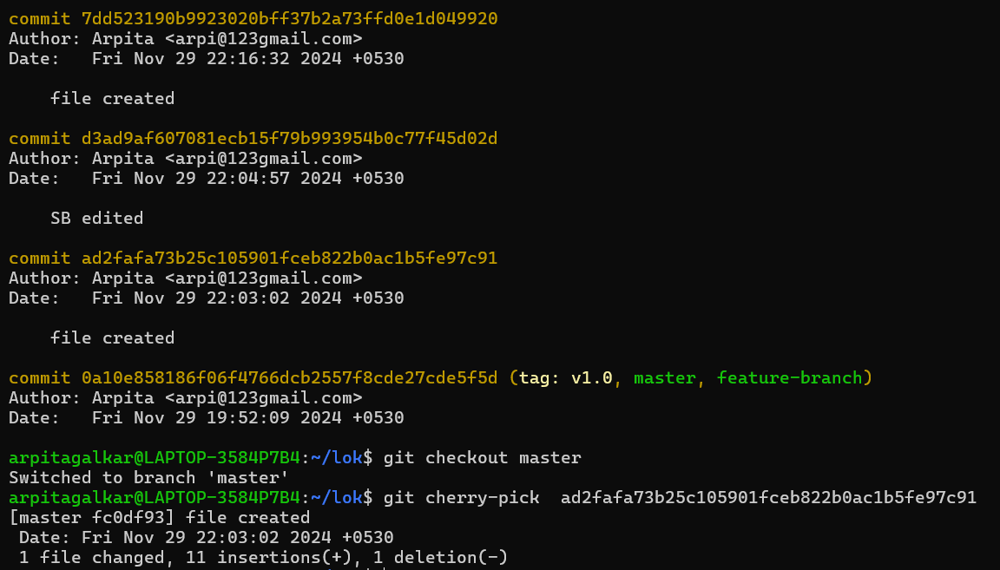 commit 7dd523190b9923020bff37b2a73ffd0e1d049920
Author: Arpita <arpi@123gmail.com>
Date:   Fri Nov 29 22:16:32 2024 +0530
file created
commit d3ad9af607081ecb15f79b993954b0c77f45d02d
Author: Arpita <arpi@123gmail.com>
Date:   Fri Nov 29 22:04:57 2024 +0530
SB edited
commit ad2fafa73b25c105901fceb822b0ac1b5fe97c91
Author: Arpita <arpi@123gmail.com>
Date:   Fri Nov 29 22:03:02 2024 +0530
file created
commit 0a10e858186f06f4766dcb2557f8cde27cde5f5d (tag: v1.0, master, feature-branch)
Author: Arpita <arpi@123gmail.com>
Date:   Fri Nov 29 19:52:09 2024 +0530
arpitagalkar@LAPTOP-3584P7B4:~/lok$ git checkout master
Switched to branch 'master'
arpitagalkar@LAPTOP-3584P7B4:~/lok$ git cherry-pick  ad2fafa73b25c105901fceb822b0ac1b5fe97c91
[master fc0df93] file created
 Date: Fri Nov 29 22:03:02 2024 +0530
 1 file changed, 11 insertions(+), 1 deletion(-)